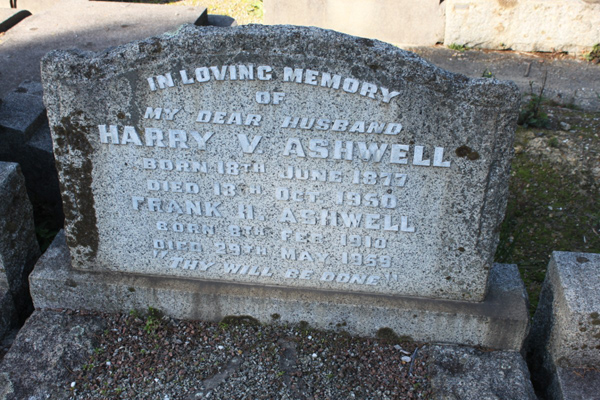 IN LOVING MEMORY
OF
MY DEAR HUSBAND
HARRY V ASHWELL
BORN 18TH JUNE 1877
DIED 13TH OCT 1950
FRANK H ASHWELL
BORN 8TH FEB 1910
DIED 29TH MAY 1959
"THY WILL BE DONE"